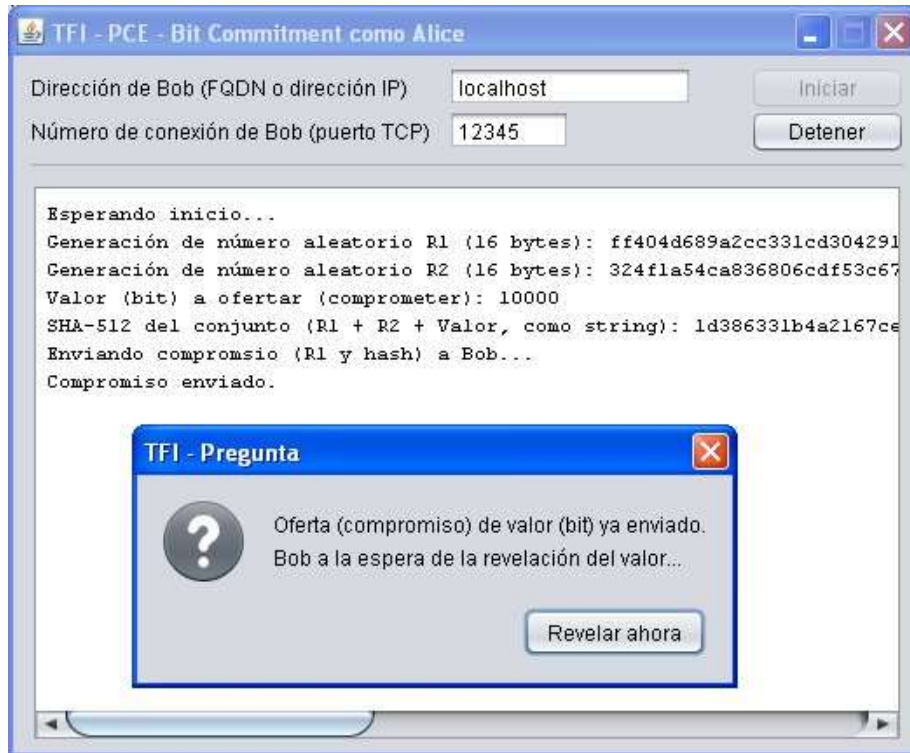 TFI - PCE - Bit Commitment como Alice
Dirección de Bob (FQDN o dirección IP) localhost Iniciar
Número de conexión de Bob (puerto TCP) 12345 Detener
Esperando inicio...
Generación de número aleatorio R1 (16 bytes): ff404d689a2cc331cd304291
Generación de número aleatorio R2 (16 bytes): 324f1a54ca836806cdf53c67
Valor (bit) a ofertar (comprometer): 10000
SHA-512 del conjunto (R1 + R2 + Valor, como string): 1d386331b4a2167ce
Enviando compromsio (R1 y hash) a Bob...
Compromiso enviado.
TFI - Pregunta
Oferta (compromiso) de valor (bit) ya enviado.
Bob a la espera de la revelación del valor...
Revelar ahora